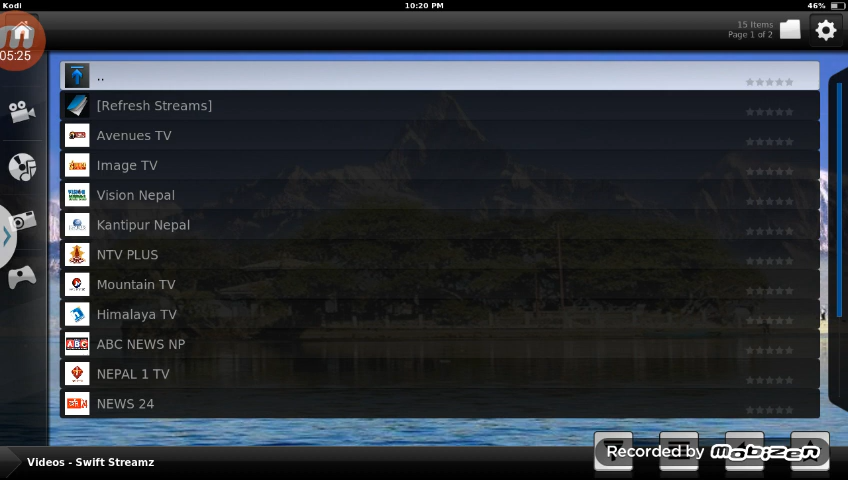 Kodi
10:20 PM
46%
15 Items
Page 1 of 2
05:25
..
[Refresh Streams]
Avenues TV
Image TV
Vision Nepal
Kantipur Nepal
NTV PLUS
Mountain TV
Himalaya TV
ABC NEWS NP
NEPAL 1 TV
NEWS 24
Videos - Swift Streamz
Recorded by mobizen